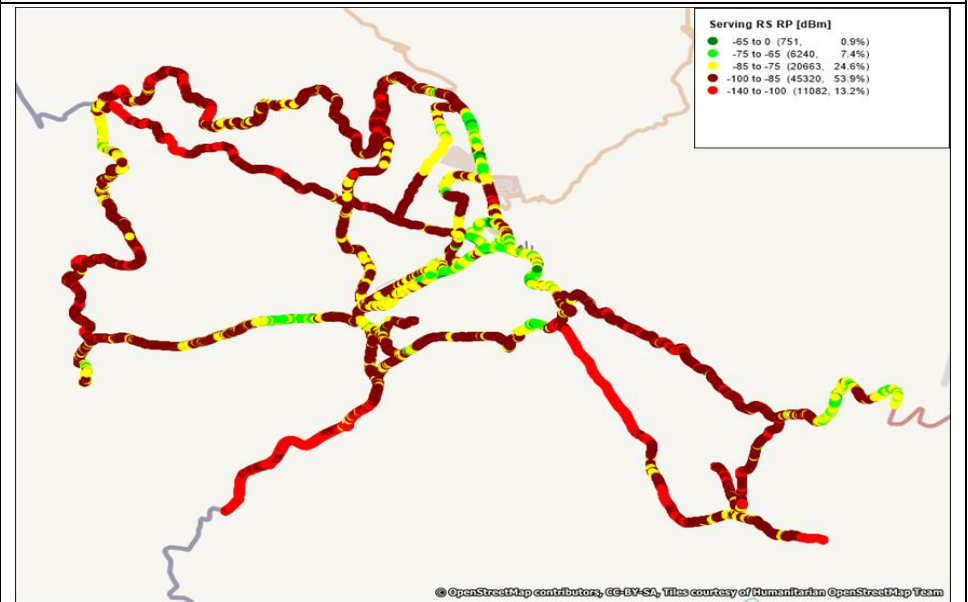 Serving RS RP [dBm]
-65 to 0 (751, 0.9%)
-75 to -65 (6240, 7.4%)
-85 to -75 (20663, 24.6%)
-100 to -85 (45320, 53.9%)
-140 to -100 (11082, 13.2%)
© OpenStreetMap contributors, CC-BY-SA, Tiles courtesy of Humanitarian OpenStreetMap Team